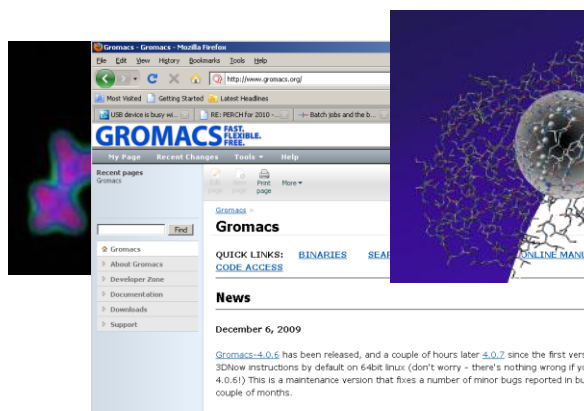 Gromacs - Gromacs - Mozilla Firefox
File Edit View History Bookmarks Tools Help
http://www.gromacs.org/
Most Visited Getting Started Latest Headlines
USB device is busy wi... RE: PERCH for 2010 - ... Batch jobs and the b...
GROMACS FAST.
FLEXIBLE.
FREE.
My Page Recent Changes Tools Help
Recent pages
Gromacs
Edit page New page Print page More
Find
Gromacs
About Gromacs
Developer Zone
Documentation
Downloads
Support
Gromacs >
Gromacs
QUICK LINKS: BINARIES ONLINE
CODE ACCESS
News
December 6, 2009
Gromacs-4.0.6 has been released, and a couple of hours later 4.0.7 since the first
3DNow instructions by default on 64bit linux (don't worry - there's nothing wrong if
4.0.6!) This is a maintenance version that fixes a number of minor bugs reported in
couple of months.